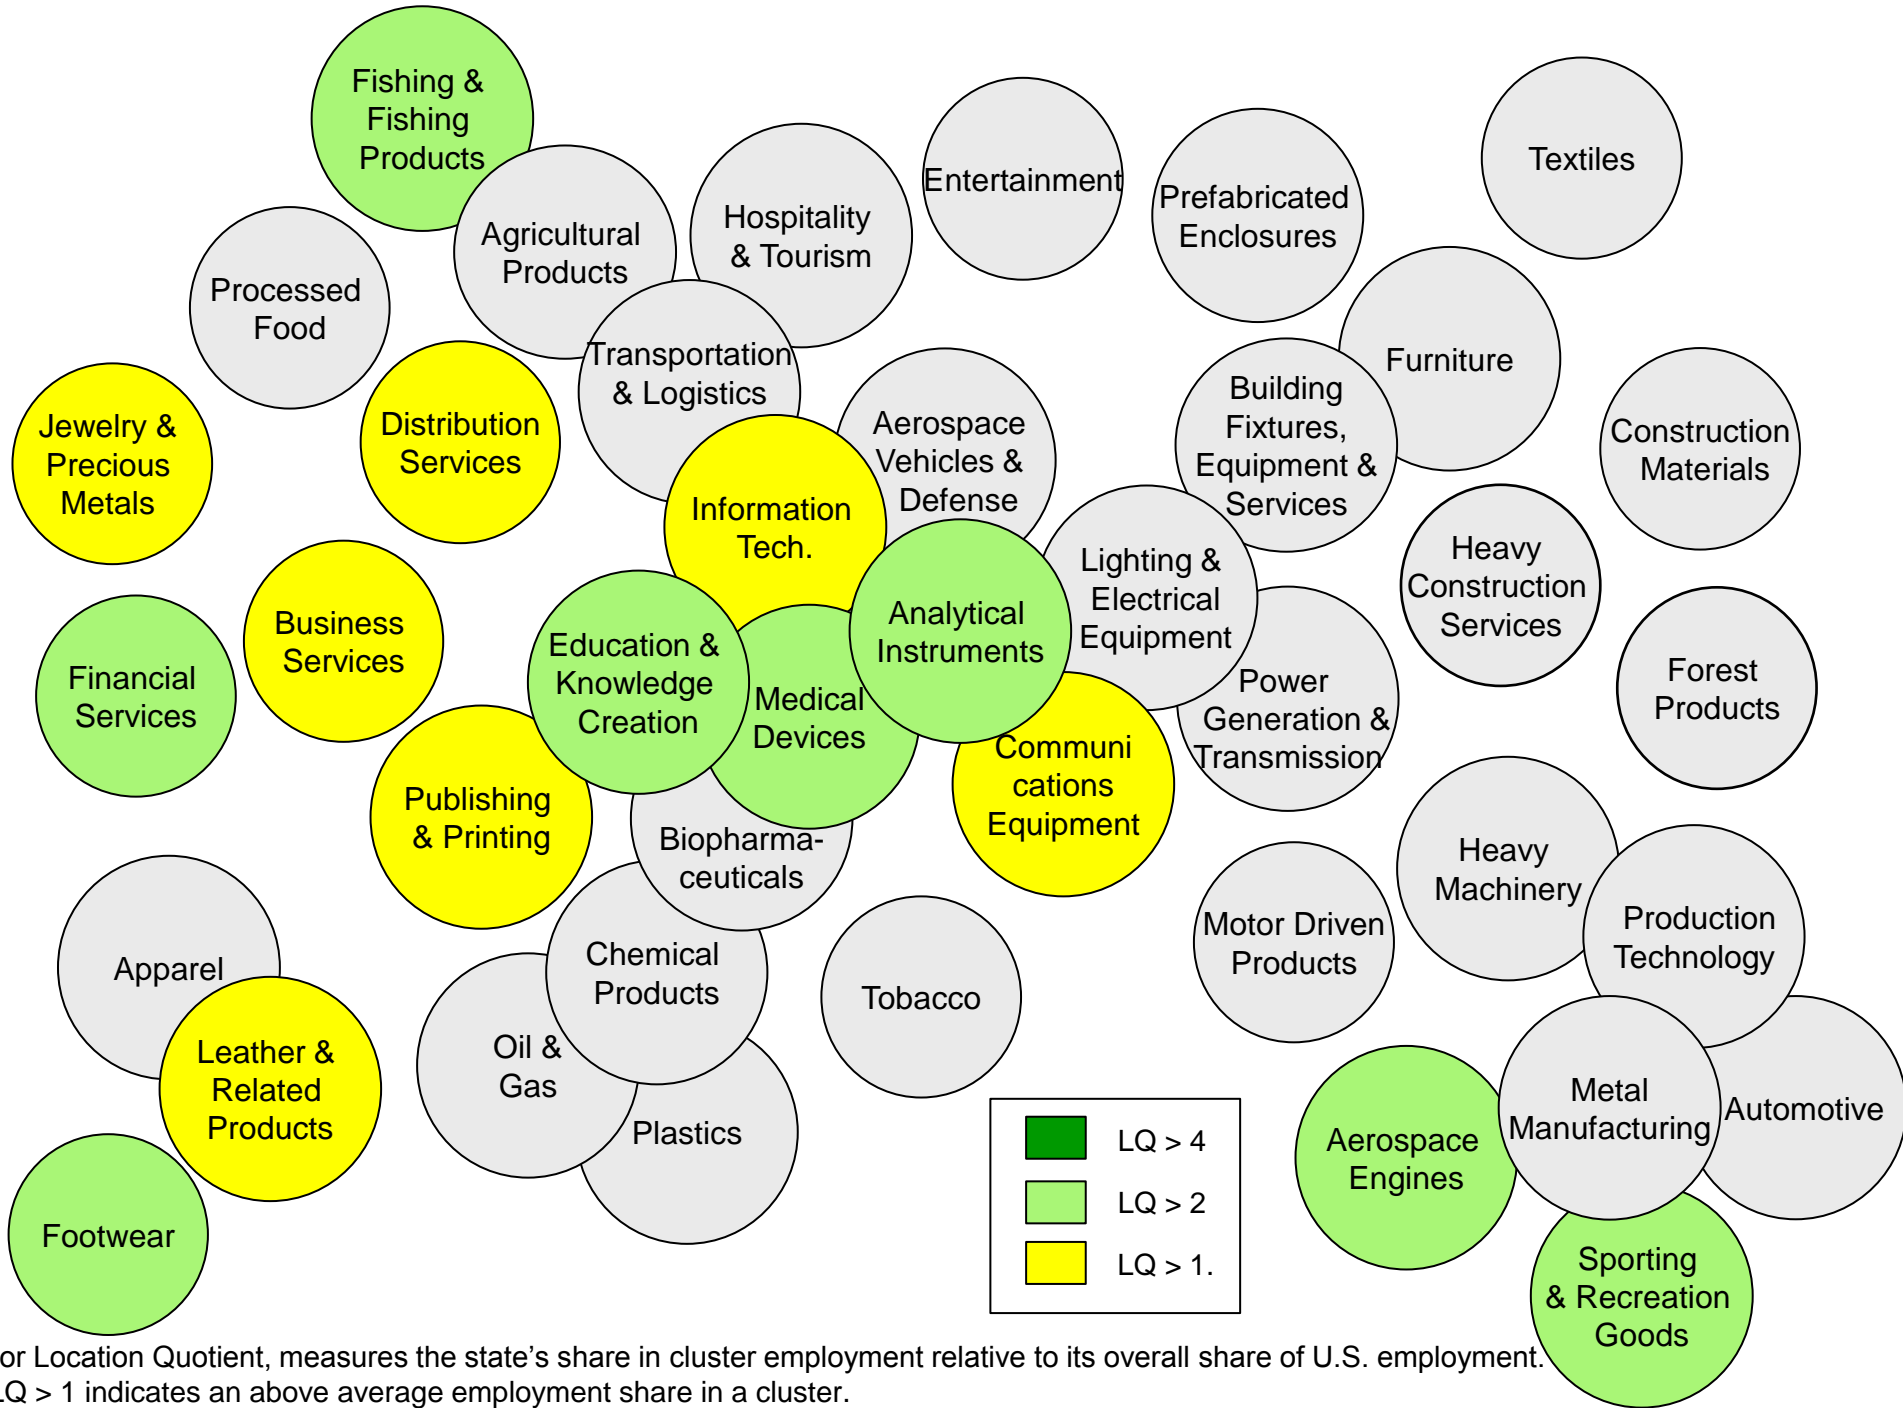 Fishing &
Fishing
Products
Textiles
Entertainment
Prefabricated
Enclosures
Hospitality
& Tourism
Agricultural
Products
Processed
Food
Transportation
& Logistics
Furniture
Building
Fixtures,
Equipment &
Services
Construction
Materials
Jewelry &
Precious
Metals
Distribution
Services
Aerospace
Vehicles &
Defense
Information
Tech.
Heavy
Construction
Services
Lighting &
Electrical
Equipment
Analytical
Instruments
Business
Services
Education &
Knowledge
Creation
Financial
Services
Medical
Devices
Forest
Products
Power
Generation &
Transmission
Communi
cations
Equipment
Publishing
& Printing
Biopharma-
ceuticals
Heavy
Machinery
Motor Driven
Products
Production
Technology
Apparel
Chemical
Products
Tobacco
Leather &
Related
Products
Oil &
Gas
Plastics
Metal
Manufacturing
Automotive
Aerospace
Engines
Footwear
Sporting
& Recreation
Goods
LQ > 4
LQ > 2
LQ > 1.
or Location Quotient, measures the state’s share in cluster employment relative to its overall share of U.S. employment.
LQ > 1 indicates an above average employment share in a cluster.